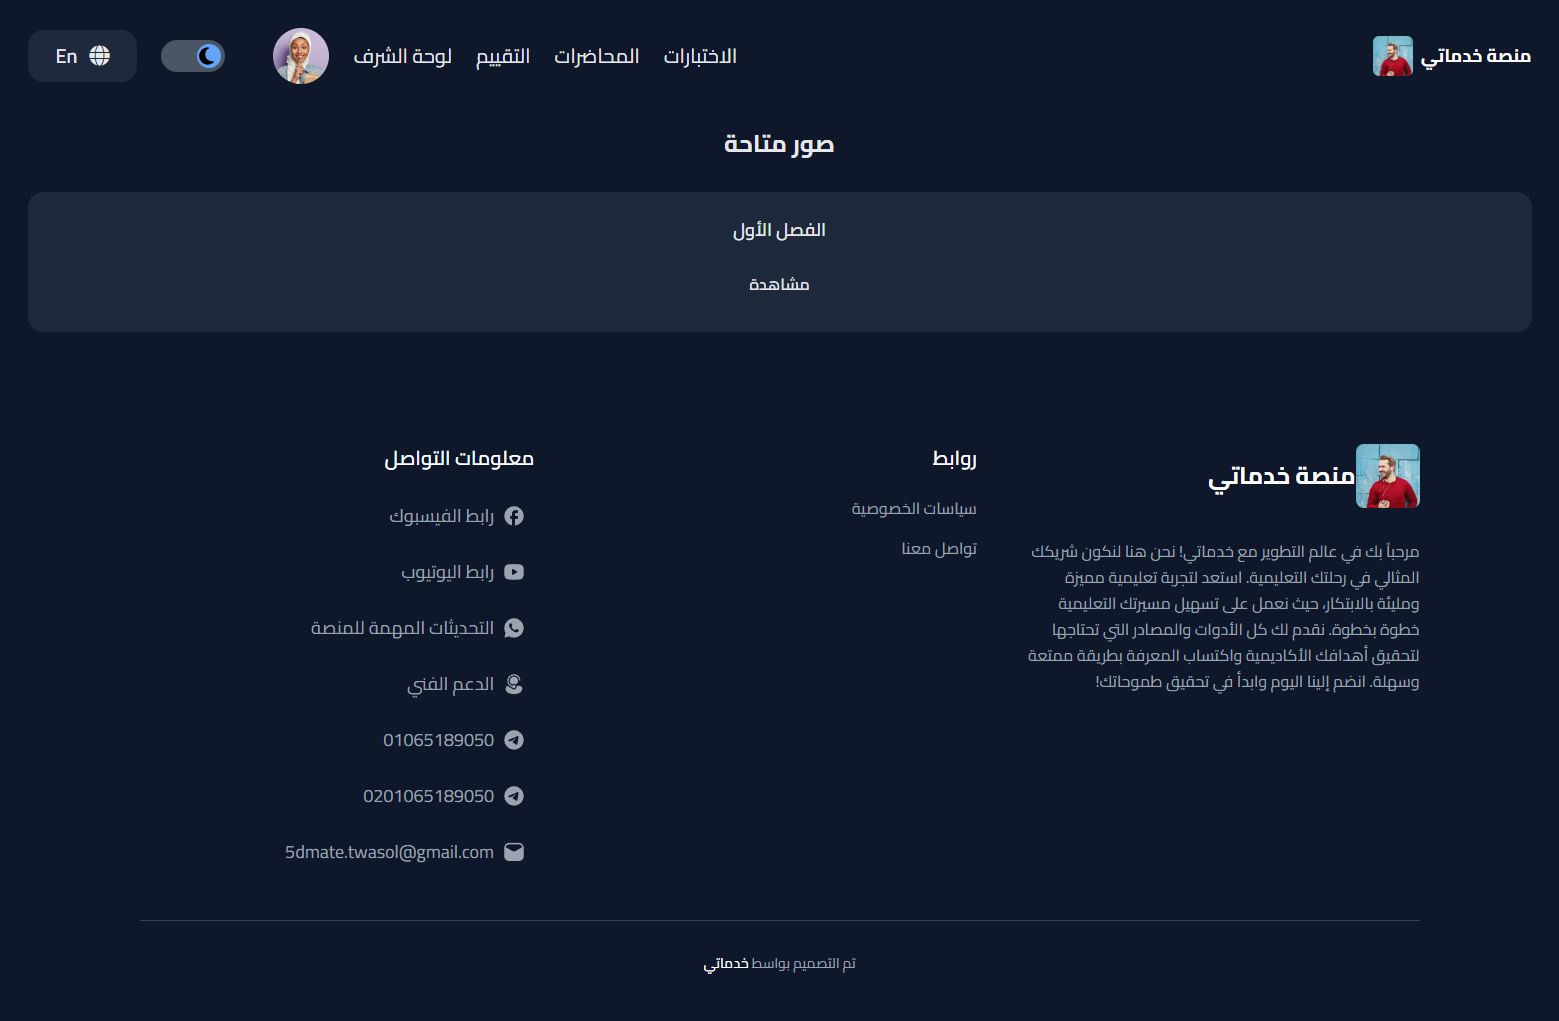 منصة خدماتي
الاختبارات
المحاضرات
التقييم
لوحة الشرف
En
صور متاحة
الفصل الأول
مشاهدة
منصة خدماتي
مرحباً بك في عالم التطوير مع خدماتي! نحن هنا لنكون شريكك
المثالي في رحلتك التعليمية. استعد لتجربة تعليمية مميزة
ومليئة بالابتكار، حيث نعمل على تسهيل مسيرتك التعليمية
خطوة بخطوة. نقدم لك كل الأدوات والمصادر التي تحتاجها
لتحقيق أهدافك الأكاديمية واكتساب المعرفة بطريقة ممتعة
وسهلة. انضم إلينا اليوم وابدأ في تحقيق طموحاتك!
روابط
سياسات الخصوصية
تواصل معنا
معلومات التواصل
رابط الفيسبوك
رابط اليوتيوب
التحديثات المهمة للمنصة
الدعم الفني
01065189050
0201065189050
5dmate.twasol@gmail.com
تم التصميم بواسط خدماتي